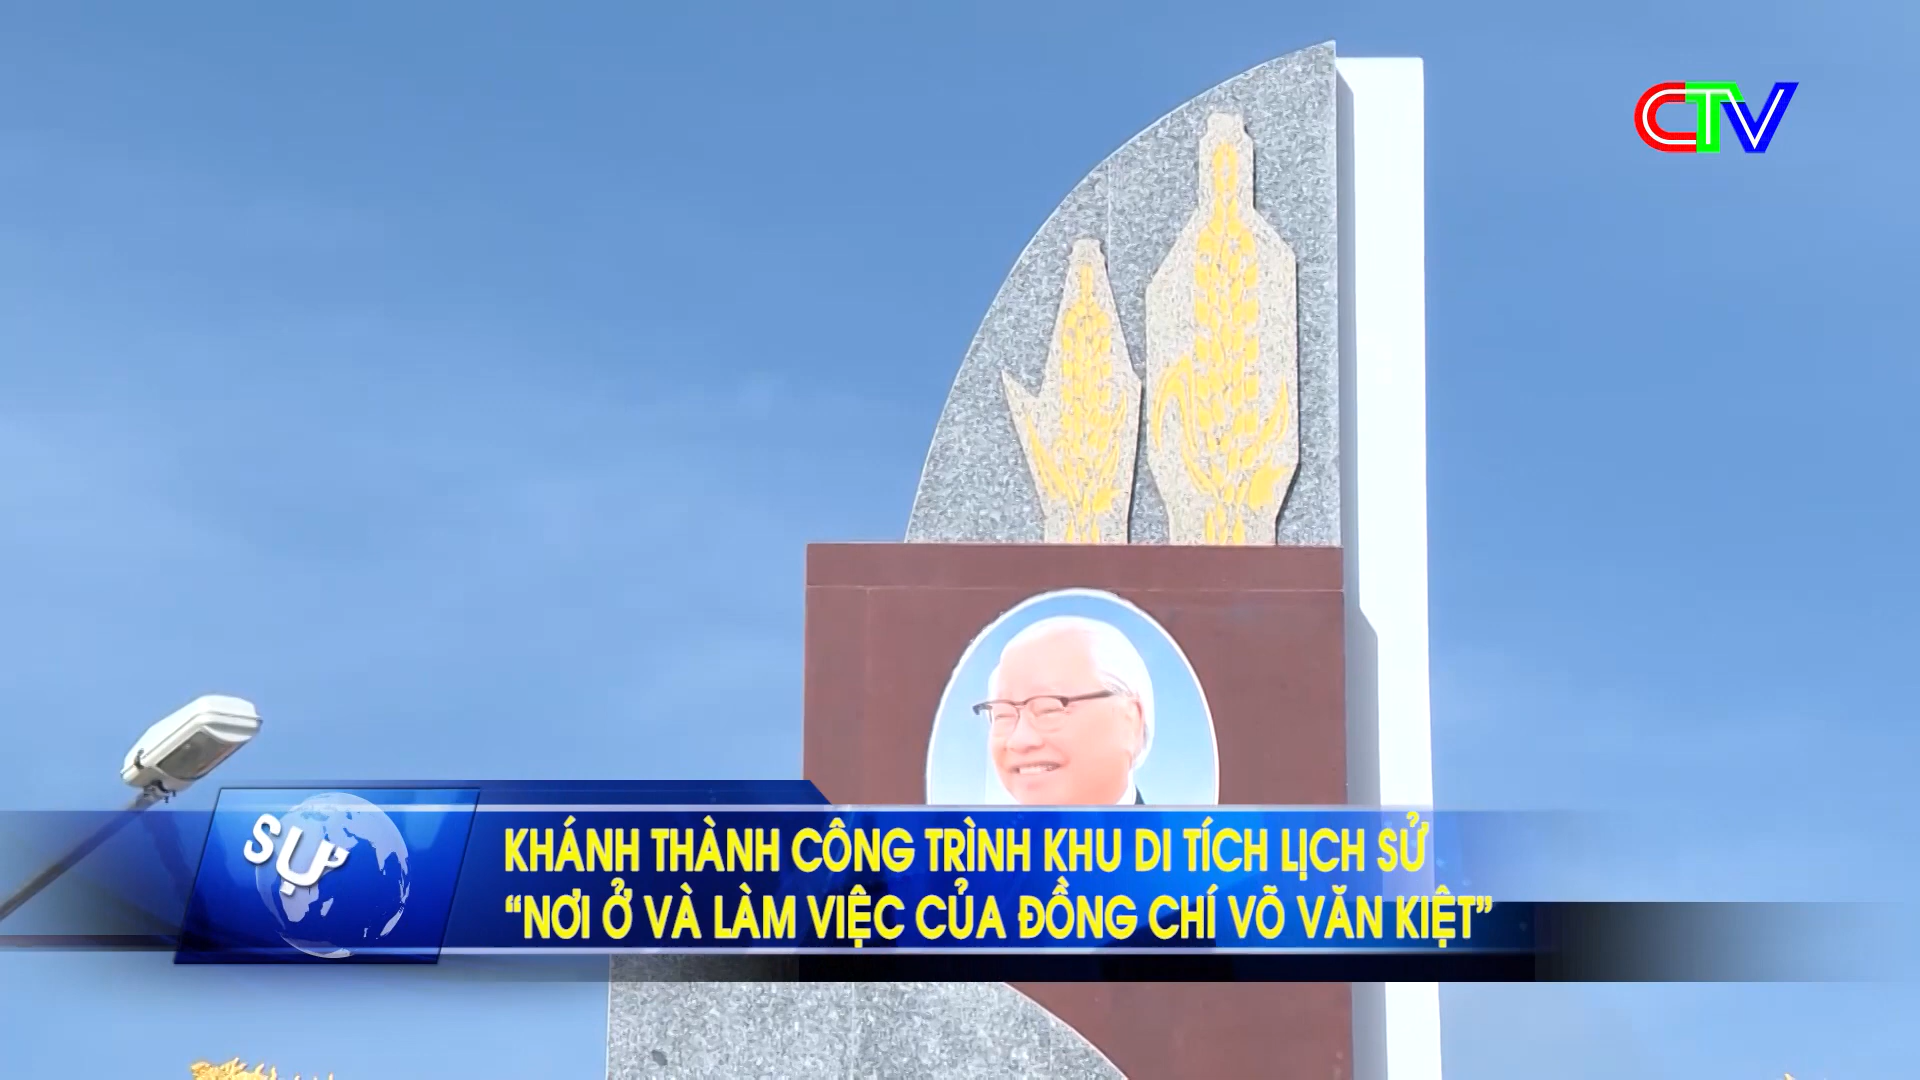 CTV
SỰ
KHÁNH THÀNH CÔNG TRÌNH KHU DI TÍCH LỊCH SỬ
“NƠI Ở VÀ LÀM VIỆC CỦA ĐỒNG CHÍ VÕ VĂN KIỆT”